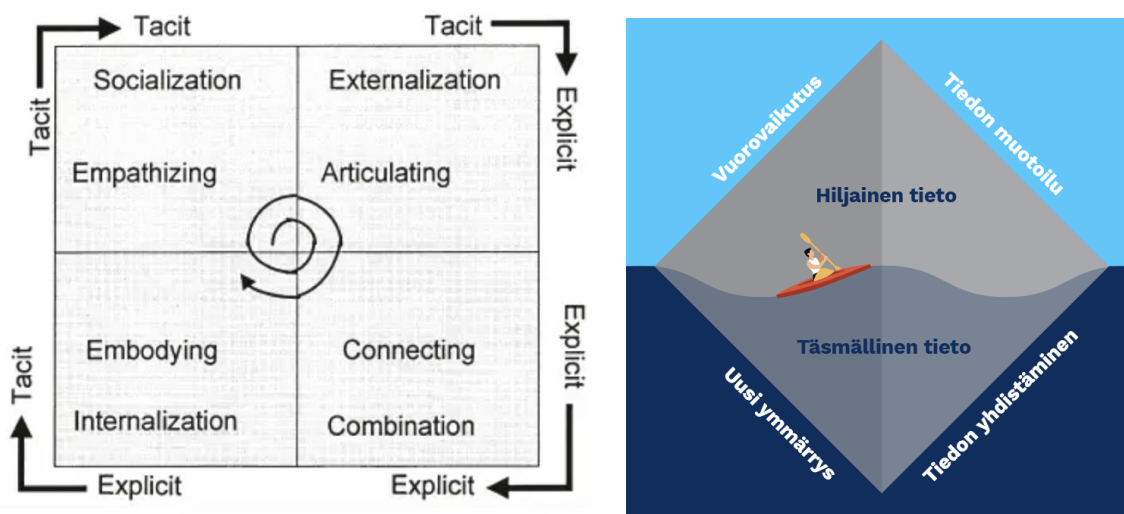 Tacit
Tacit
Tacit
Explicit
Socialization
Externalization
Empathizing
Articulating
Embodying
Connecting
Internalization
Combination
Tacit
Explicit
Explicit
Explicit
Vuorovaikutus
Tiedon muotoilu
Hiljainen tieto
Täsmällinen tieto
Uusi ymmärrys
Tiedon yhdistäminen